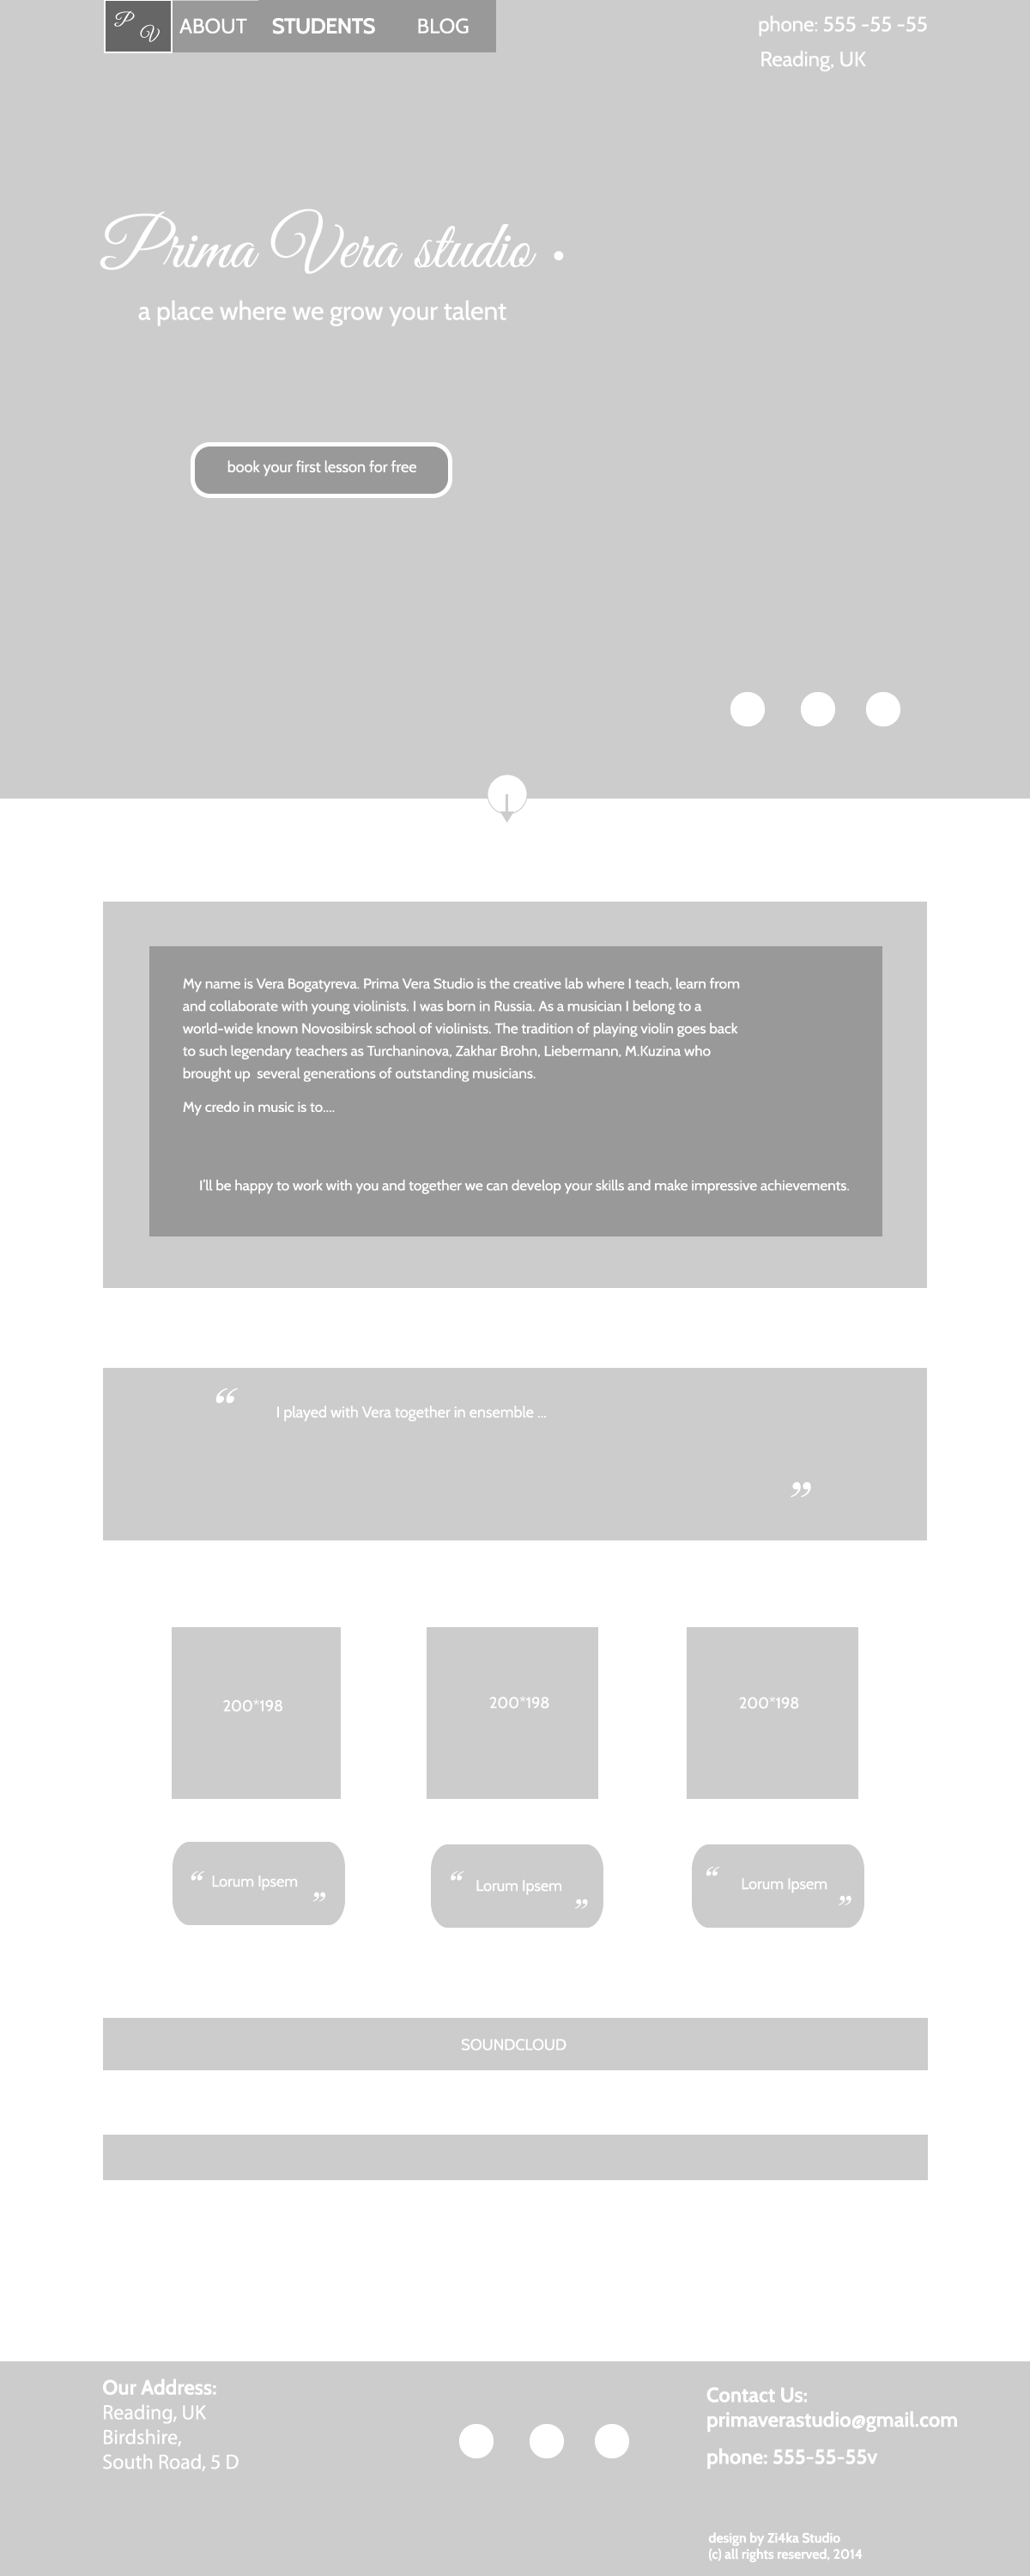 P V
ABOUT STUDENTS BLOG
phone: 555 -55 -55
Reading, UK
Prima Vera studio .
a place where we grow your talent
book your first lesson for free
My name is Vera Bogatyreva. Prima Vera Studio is the creative lab where I teach, learn from
and collaborate with young violinists. I was born in Russia. As a musician I belong to a
world-wide known Novosibirsk school of violinists. The tradition of playing violin goes back
to such legendary teachers as Turchaninova, Zakhar Brohn, Liebermann, M.Kuzina who
brought up  several generations of outstanding musicians.
My credo in music is to....
I'll be happy to work with you and together we can develop your skills and make impressive achievements.
“ I played with Vera together in ensemble ...
”
200*198
200*198
200*198
“ Lorum Ipsem ”
“ Lorum Ipsem ”
“ Lorum Ipsem ”
SOUNDCLOUD
Our Address:
Reading, UK
Birdshire,
South Road, 5 D
Contact Us:
primaverastudio@gmail.com
phone: 555-55-55v
design by Zi4ka Studio
(c) all rights reserved, 2014